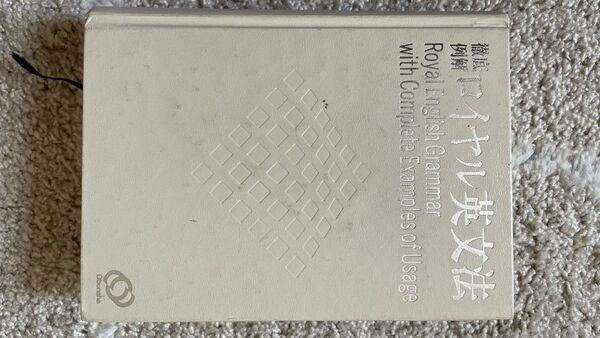 徹底
例解
ロイヤル英文法
Royal English Grammar
with Complete Examples of Usage
Obunsha